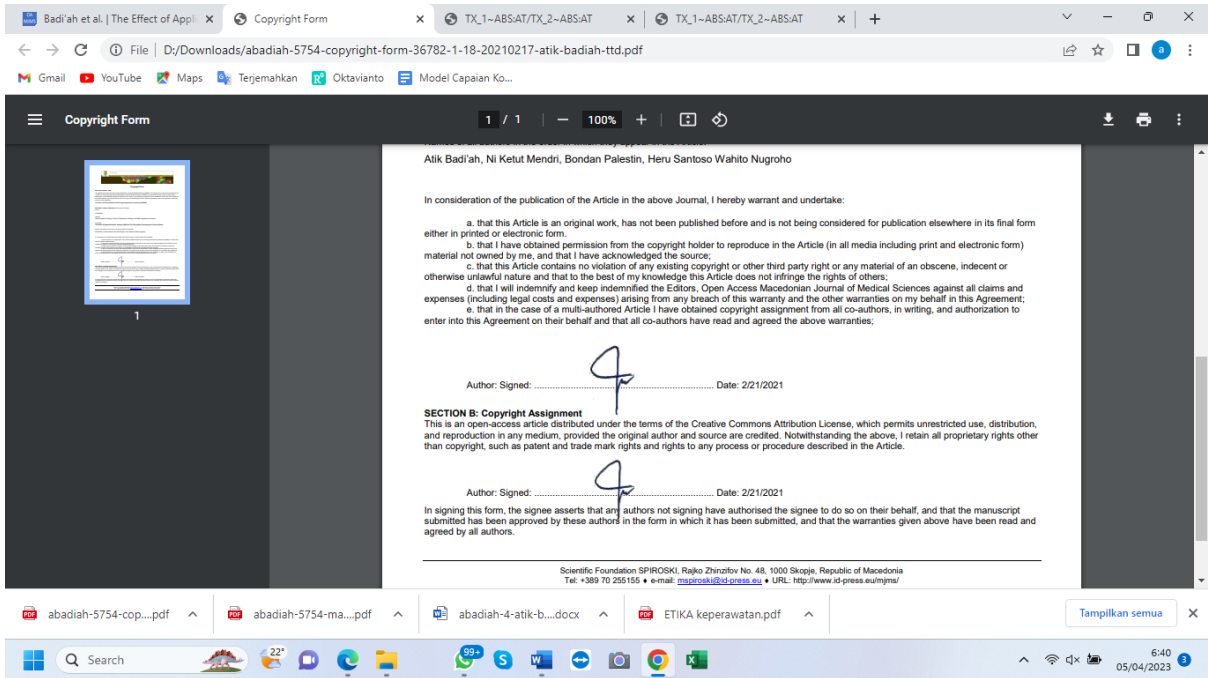 Badi'ah et al. | The Effect of Appli
Copyright Form
TX_1~ABS:AT/TX_2~ABS:AT
TX_1~ABS:AT/TX_2~ABS:AT
File | D:/Downloads/abadiah-5754-copyright-form-36782-1-18-20210217-atik-badiah-ttd.pdf
a
Gmail
YouTube
Maps
Terjemahkan
Oktavianto
Model Capaian Ko...
Copyright Form
1 / 1
100%
1
Atik Badi'ah, Ni Ketut Mendri, Bondan Palestin, Heru Santoso Wahito Nugroho
In consideration of the publication of the Article in the above Journal, I hereby warrant and undertake:
a. that this Article is an original work, has not been published before and is not being considered for publication elsewhere in its final form
either in printed or electronic form.
b. that I have obtained permission from the copyright holder to reproduce in the Article (in all media including print and electronic form)
material not owned by me, and that I have acknowledged the source;
c. that this Article contains no violation of any existing copyright or other third party right or any material of an obscene, indecent or
otherwise unlawful nature and that to the best of my knowledge this Article does not infringe the rights of others;
d. that I will indemnify and keep indemnified the Editors, Open Access Macedonian Journal of Medical Sciences against all claims and
expenses (including legal costs and expenses) arising from any breach of this warranty and the other warranties on my behalf in this Agreement;
e. that in the case of a multi-authored Article I have obtained copyright assignment from all co-authors, in writing, and authorization to
enter into this Agreement on their behalf and that all co-authors have read and agreed the above warranties;
Author: Signed: ................................................................ Date: 2/21/2021
SECTION B: Copyright Assignment
This is an open-access article distributed under the terms of the Creative Commons Attribution License, which permits unrestricted use, distribution,
and reproduction in any medium, provided the original author and source are credited. Notwithstanding the above, I retain all proprietary rights other
than copyright, such as patent and trade mark rights and rights to any process or procedure described in the Article.
Author: Signed: ................................................................ Date: 2/21/2021
In signing this form, the signee asserts that any authors not signing have authorised the signee to do so on their behalf, and that the manuscript
submitted has been approved by these authors in the form in which it has been submitted, and that the warranties given above have been read and
agreed by all authors.
Scientific Foundation SPIROSKI, Rajko Zhinzifov No. 48, 1000 Skopje, Republic of Macedonia
Tel: +389 70 255155 ♦ e-mail: mspiroski@id-press.eu ♦ URL: http://www.id-press.eu/mjms/
abadiah-5754-cop....pdf
abadiah-5754-ma....pdf
abadiah-4-atik-b....docx
ETIKA keperawatan.pdf
Tampilkan semua
Search
22°
99+
6:40
05/04/2023
3